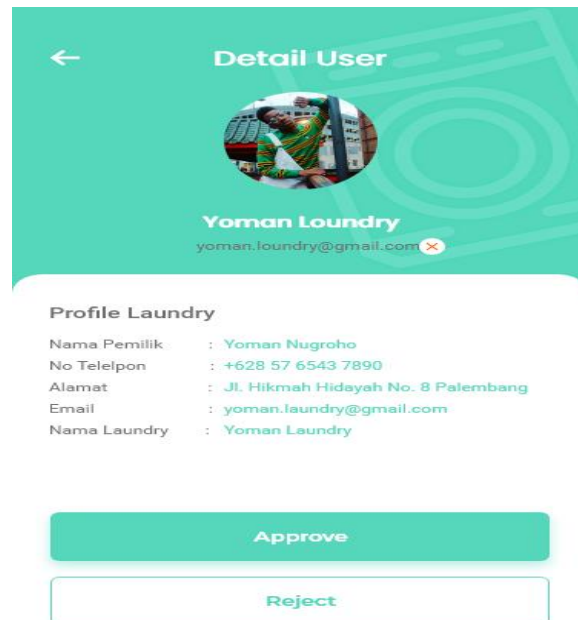 Detail User
Yoman Loundry
yoman.loundry@gmail.com
Profile Laundry
Nama Pemilik : Yoman Nugroho
No Telelpon : +628 57 6543 7890
Alamat : Jl. Hikmah Hidayah No. 8 Palembang
Email : yoman.laundry@gmail.com
Nama Laundry : Yoman Laundry
Approve
Reject